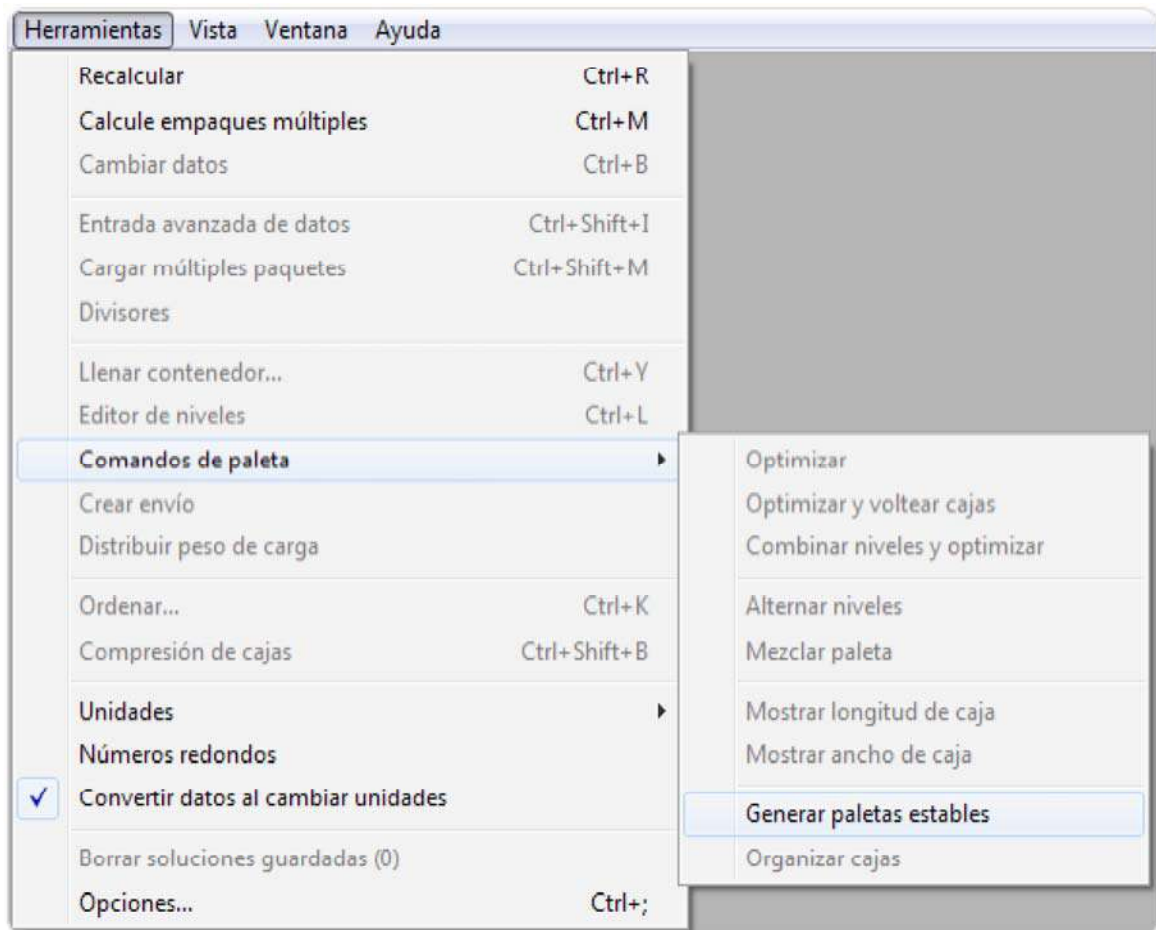 Herramientas Vista Ventana Ayuda
Recalcular Ctrl+R
Calcule empaques múltiples Ctrl+M
Cambiar datos Ctrl+B
Entrada avanzada de datos Ctrl+Shift+I
Cargar múltiples paquetes Ctrl+Shift+M
Divisores
Llenar contenedor... Ctrl+Y
Editor de niveles Ctrl+L
Comandos de paleta
Crear envío
Distribuir peso de carga
Ordenar... Ctrl+K
Compresión de cajas Ctrl+Shift+B
Unidades
Números redondos
Convertir datos al cambiar unidades
Borrar soluciones guardadas (0)
Opciones... Ctrl+;
Optimizar
Optimizar y voltear cajas
Combinar niveles y optimizar
Alternar niveles
Mezclar paleta
Mostrar longitud de caja
Mostrar ancho de caja
Generar paletas estables
Organizar cajas